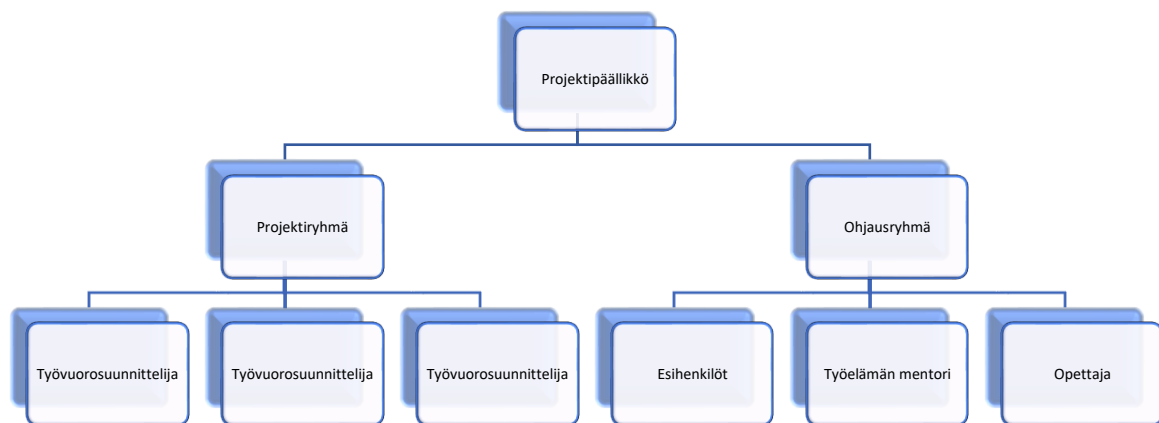 Projektipäällikkö
Projektiryhmä
Ohjausryhmä
Työvuorosuunnittelija
Työvuorosuunnittelija
Työvuorosuunnittelija
Esihenkilöt
Työelämän mentori
Opettaja